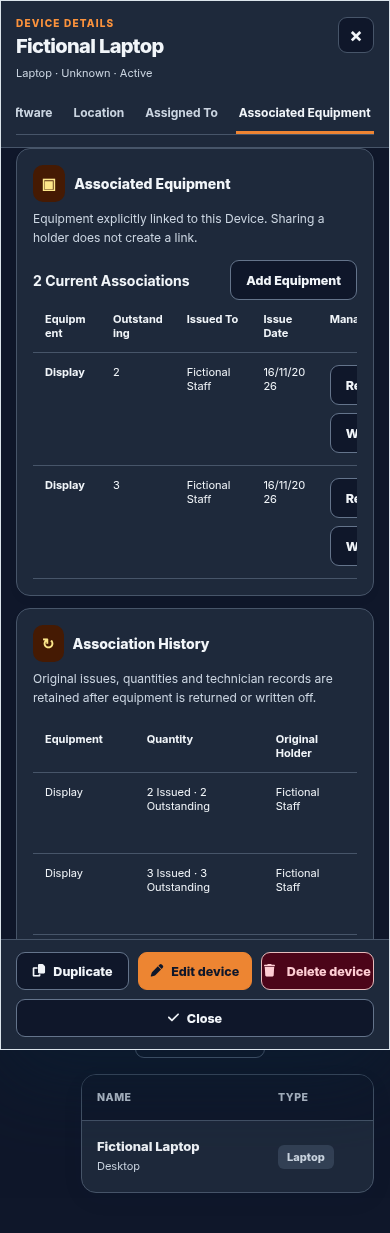 DEVICE DETAILS
Fictional Laptop
Laptop · Unknown · Active
ftware Location Assigned To Associated Equipment
Associated Equipment
Equipment explicitly linked to this Device. Sharing a
holder does not create a link.
2 Current Associations Add Equipment
Equipm Outstand Issued To Issue Mana
ent ing Date
Display 2 Fictional 16/11/20 Re
Staff 26
W
Display 3 Fictional 16/11/20 Re
Staff 26
W
Association History
Original issues, quantities and technician records are
retained after equipment is returned or written off.
Equipment Quantity Original
Holder
Display 2 Issued · 2 Fictional
Outstanding Staff
Display 3 Issued · 3 Fictional
Outstanding Staff
Duplicate Edit device Delete device
Close
NAME TYPE
Fictional Laptop Laptop
Desktop